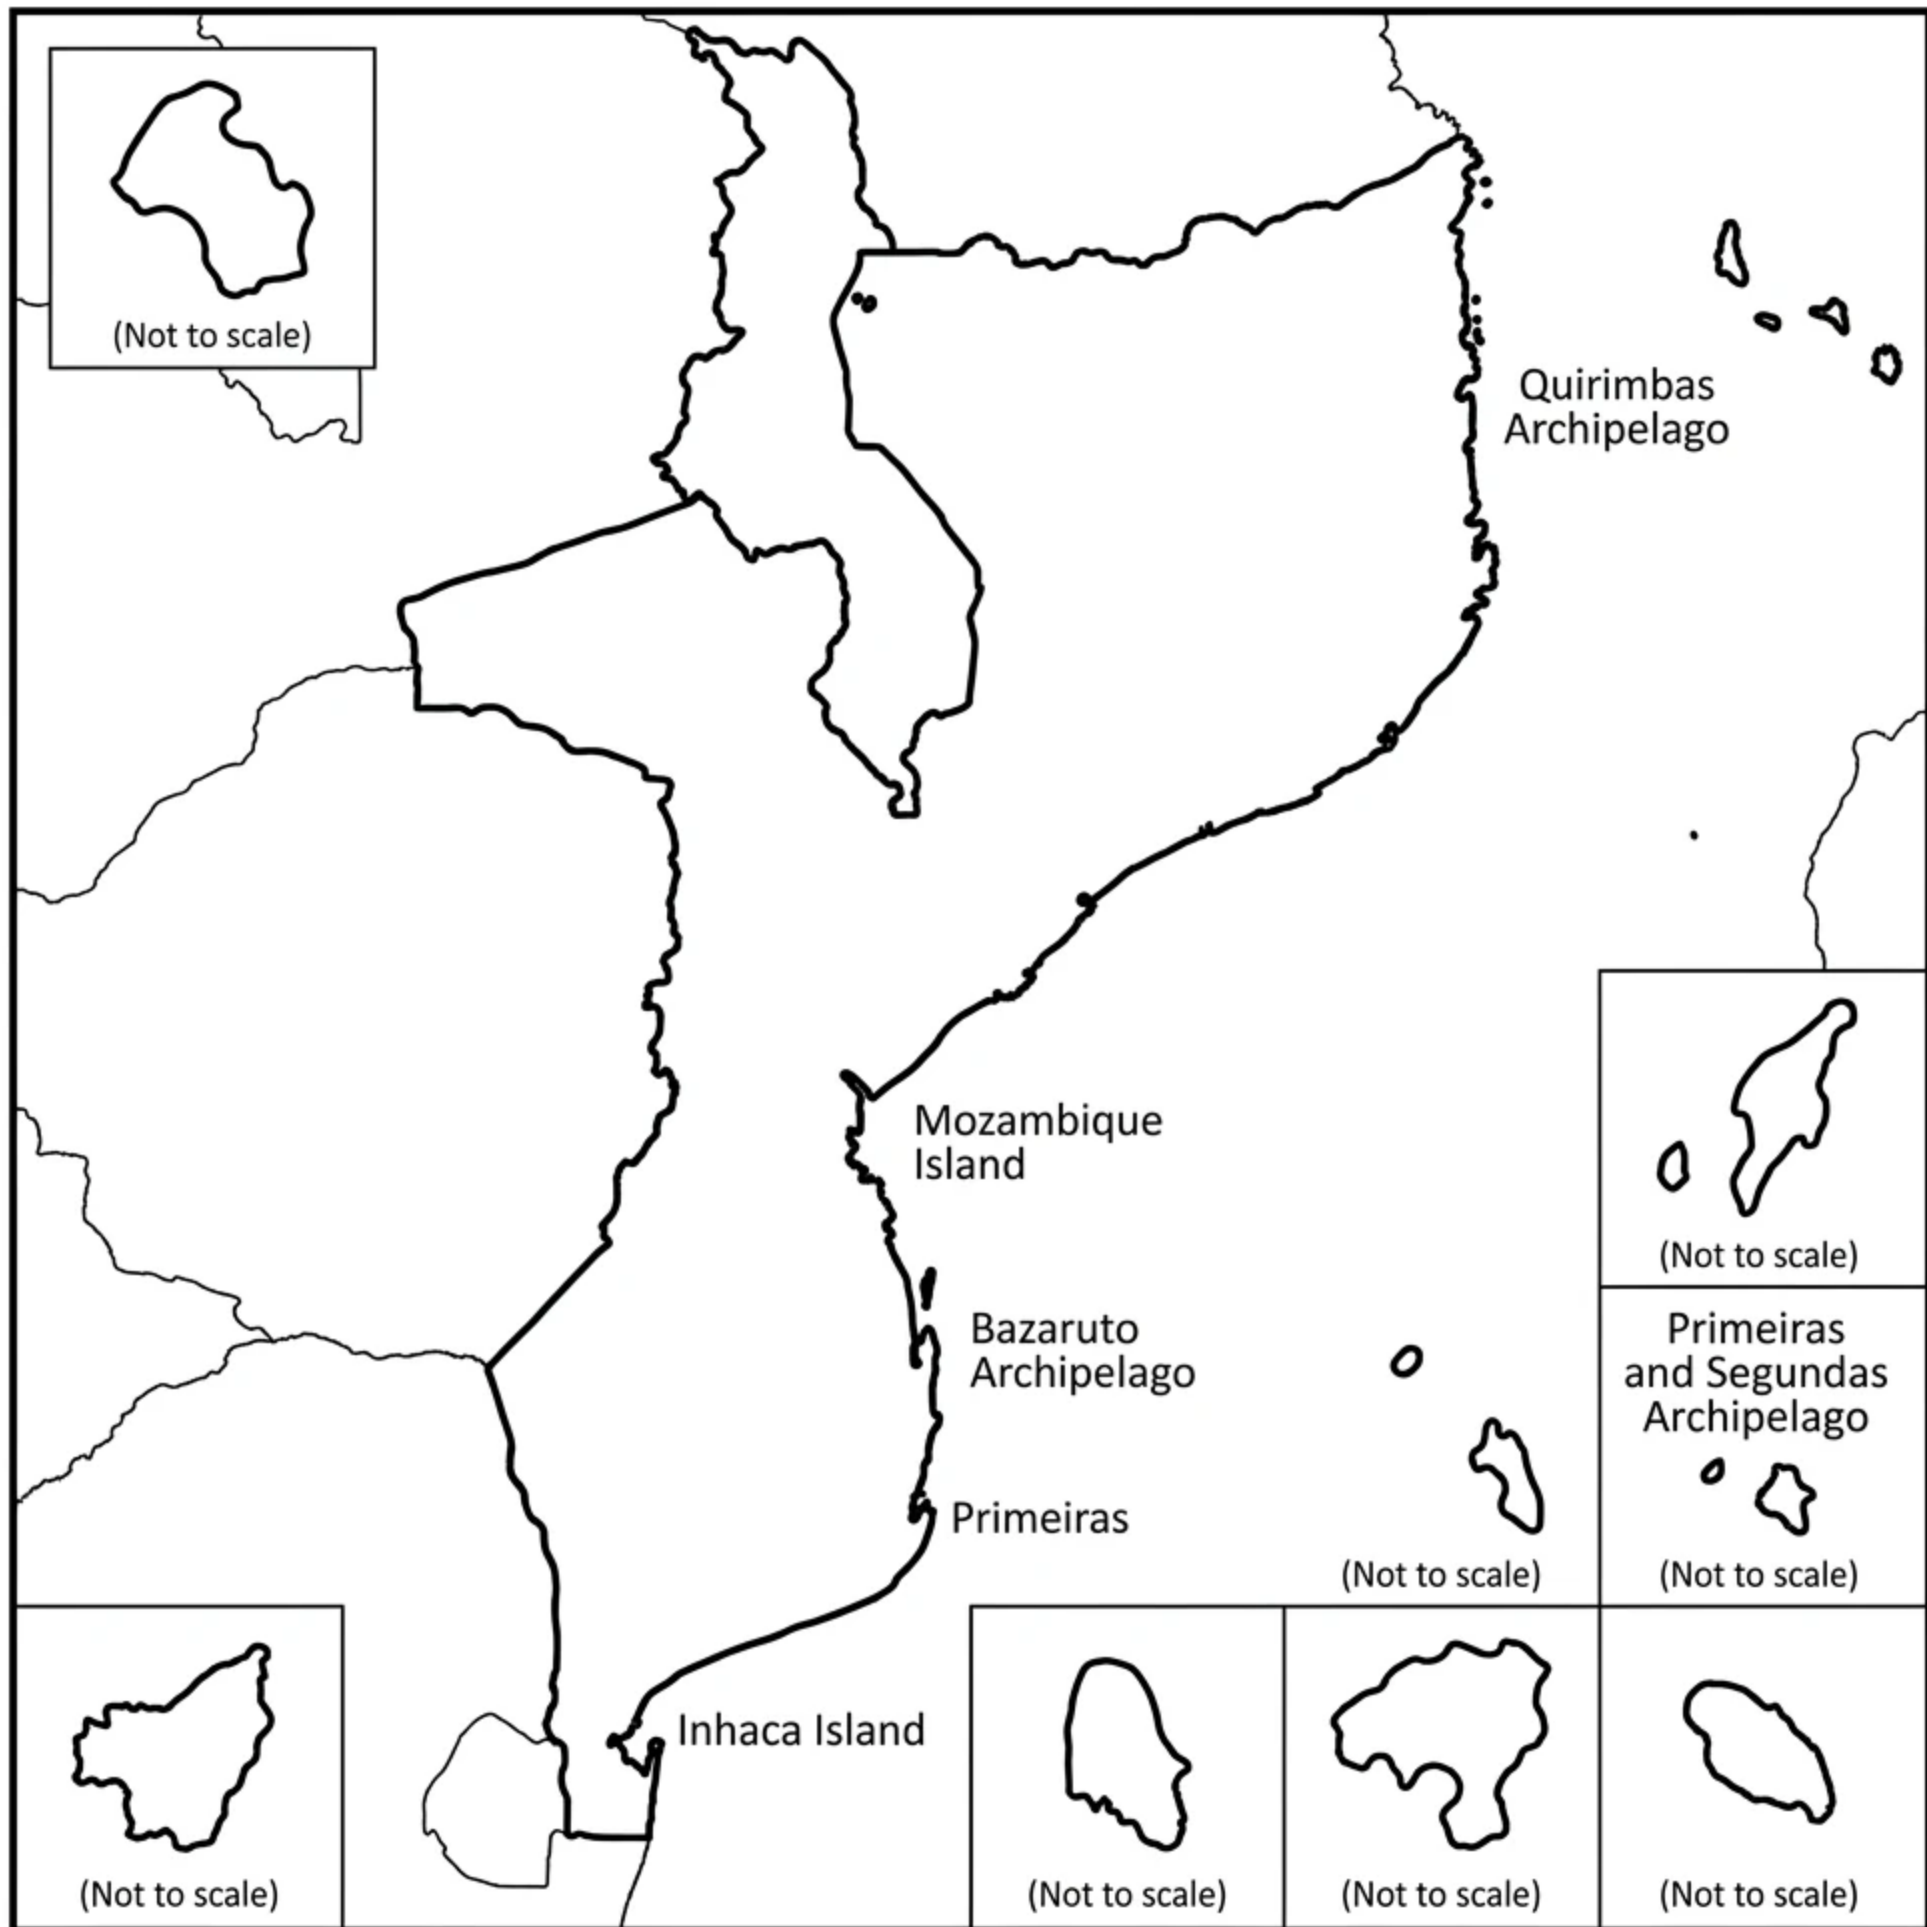 (Not to scale)
Quirimbas
Archipelago
Mozambique
Island
(Not to scale)
Bazaruto
Archipelago
Primeiras
and Segundas
Archipelago
Primeiras
(Not to scale)
(Not to scale)
Inhaca Island
(Not to scale)
(Not to scale)
(Not to scale)
(Not to scale)